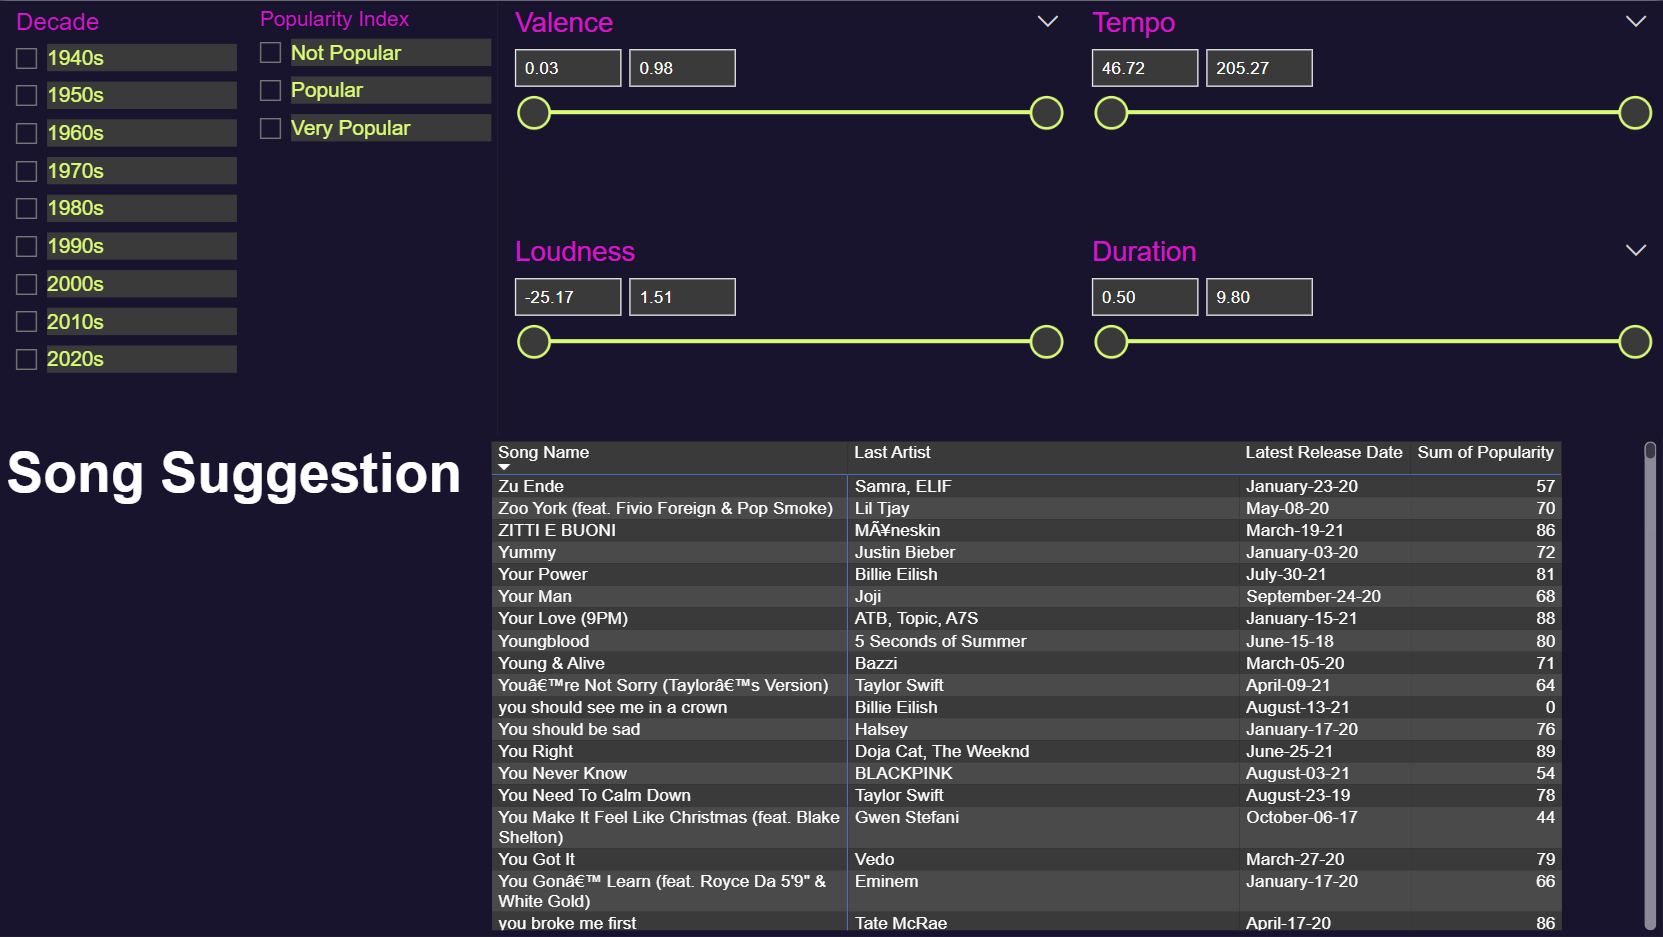 Decade
1940s
1950s
1960s
1970s
1980s
1990s
2000s
2010s
2020s
Popularity Index
Not Popular
Popular
Very Popular
Valence
0.03 0.98
Tempo
46.72 205.27
Loudness
-25.17 1.51
Duration
0.50 9.80
Song Suggestion
Song Name Last Artist Latest Release Date Sum of Popularity
Zu Ende Samra, ELIF January-23-20 57
Zoo York (feat. Fivio Foreign & Pop Smoke) Lil Tjay May-08-20 70
ZITTI E BUONI MÃ¥neskin March-19-21 86
Yummy Justin Bieber January-03-20 72
Your Power Billie Eilish July-30-21 81
Your Man Joji September-24-20 68
Your Love (9PM) ATB, Topic, A7S January-15-21 88
Youngblood 5 Seconds of Summer June-15-18 80
Young & Alive Bazzi March-05-20 71
Youâ€™re Not Sorry (Taylorâ€™s Version) Taylor Swift April-09-21 64
you should see me in a crown Billie Eilish August-13-21 0
You should be sad Halsey January-17-20 76
You Right Doja Cat, The Weeknd June-25-21 89
You Never Know BLACKPINK August-03-21 54
You Need To Calm Down Taylor Swift August-23-19 78
You Make It Feel Like Christmas (feat. Blake Gwen Stefani October-06-17 44
Shelton)
You Got It Vedo March-27-20 79
You Gonâ€™ Learn (feat. Royce Da 5'9" & Eminem January-17-20 66
White Gold)
you broke me first Tate McRae April-17-20 86